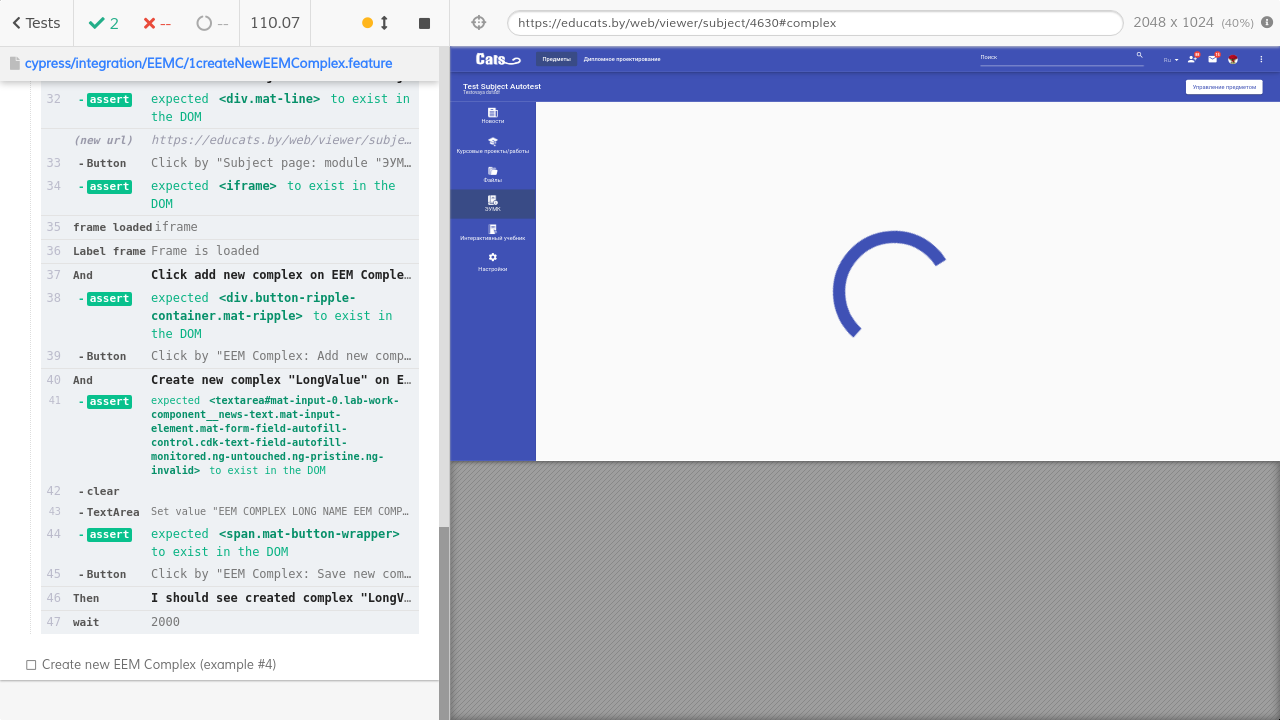 Tests
2
--
--
110.07
https://educats.by/web/viewer/subject/4630#complex
2048 x 1024 (40%)
cypress/integration/EEMC/1createNewEEMComplex.feature
32 - assert expected <div.mat-line> to exist in
the DOM
(new url) https://educats.by/web/viewer/subje…
33 - Button Click by "Subject page: module "ЭУМ…
34 - assert expected <iframe> to exist in the
DOM
35 frame loaded iframe
36 Label frame Frame is loaded
37 And Click add new complex on EEM Comple…
38 - assert expected <div.button-ripple-
container.mat-ripple> to exist in
the DOM
39 - Button Click by "EEM Complex: Add new comp…
40 And Create new complex "LongValue" on E…
41 - assert expected <textarea#mat-input-0.lab-work-
component__news-text.mat-input-
element.mat-form-field-autofill-
control.cdk-text-field-autofill-
monitored.ng-untouched.ng-pristine.ng-
invalid> to exist in the DOM
42 - clear
43 - TextArea Set value "EEM COMPLEX LONG NAME EEM COMP…
44 - assert expected <span.mat-button-wrapper>
to exist in the DOM
45 - Button Click by "EEM Complex: Save new com…
46 Then I should see created complex "LongV…
47 wait 2000
Create new EEM Complex (example #4)
Cats
Предметы
Дипломное проектирование
Поиск
Ru
Test Subject Autotest
Управление предметом
Новости
Курсовые проекты/работы
Файлы
ЭУМК
Интерактивный учебник
Настройки